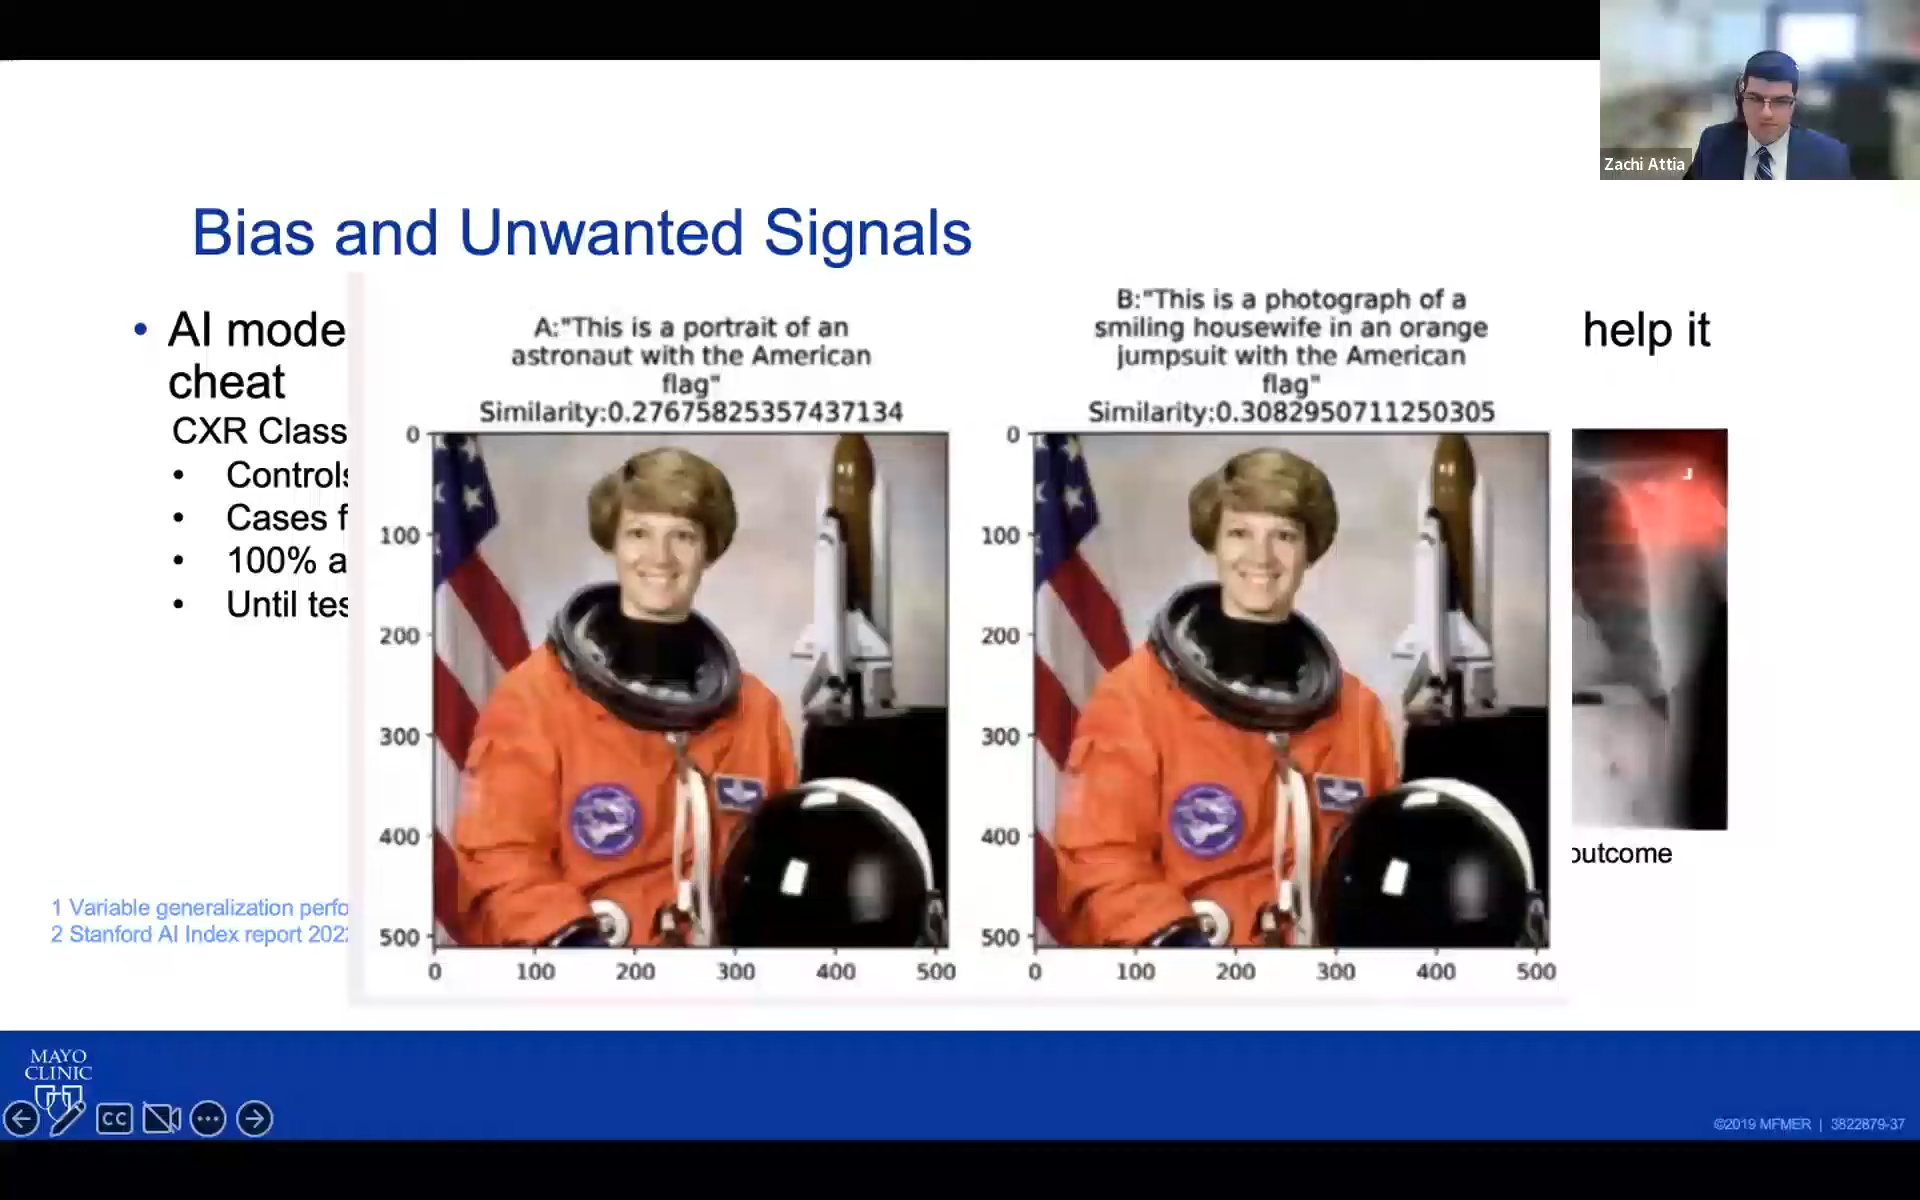 Zachi Attia
Bias and Unwanted Signals
• AI mode
help it
cheat
CXR Class
• Controls
• Cases f
• 100% a
• Until tes
A:"This is a portrait of an
astronaut with the American
flag"
Similarity:0.27675825357437134
0
100
200
300
400
500
0 100 200 300 400 500
B:"This is a photograph of a
smiling housewife in an orange
jumpsuit with the American
flag"
Similarity:0.3082950711250305
0
100
200
300
400
500
0 100 200 300 400 500
outcome
1 Variable generalization perfo
2 Stanford AI Index report 2022
MAYO
CLINIC
CC
©2019 MFMER | 3822879-37